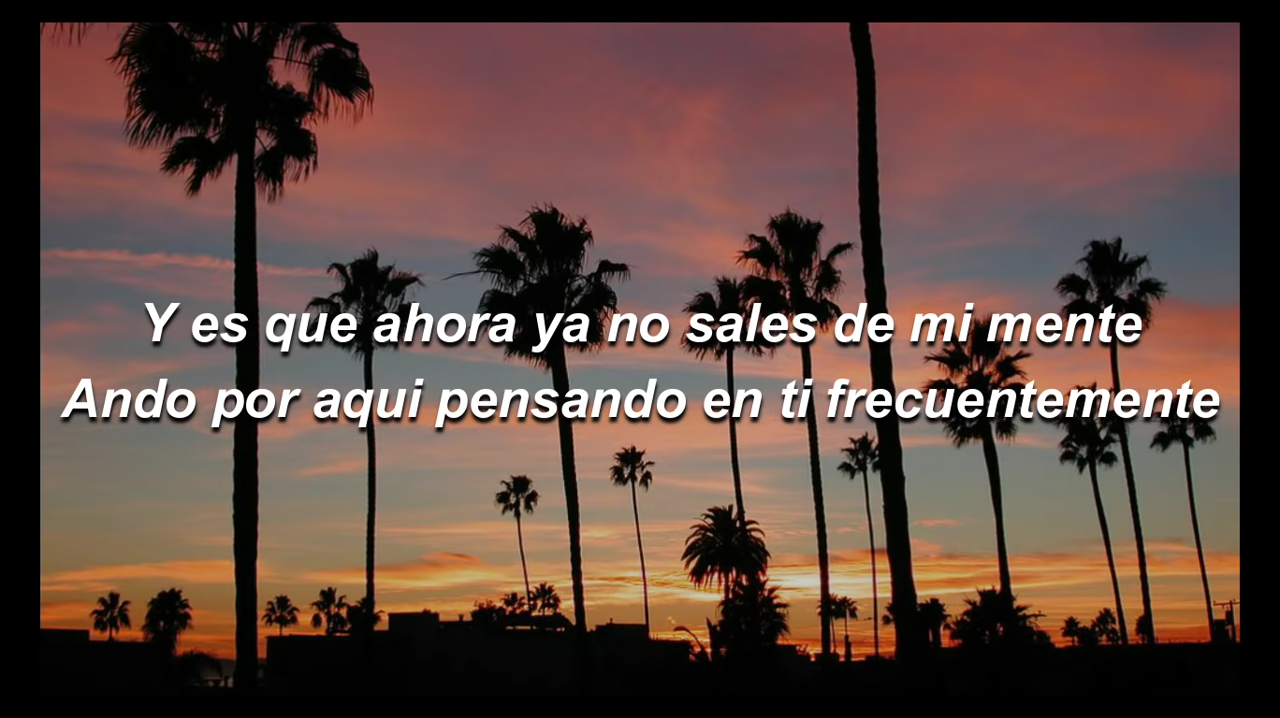 Y es que ahora ya no sales de mi mente
Ando por aqui pensando en ti frecuentemente